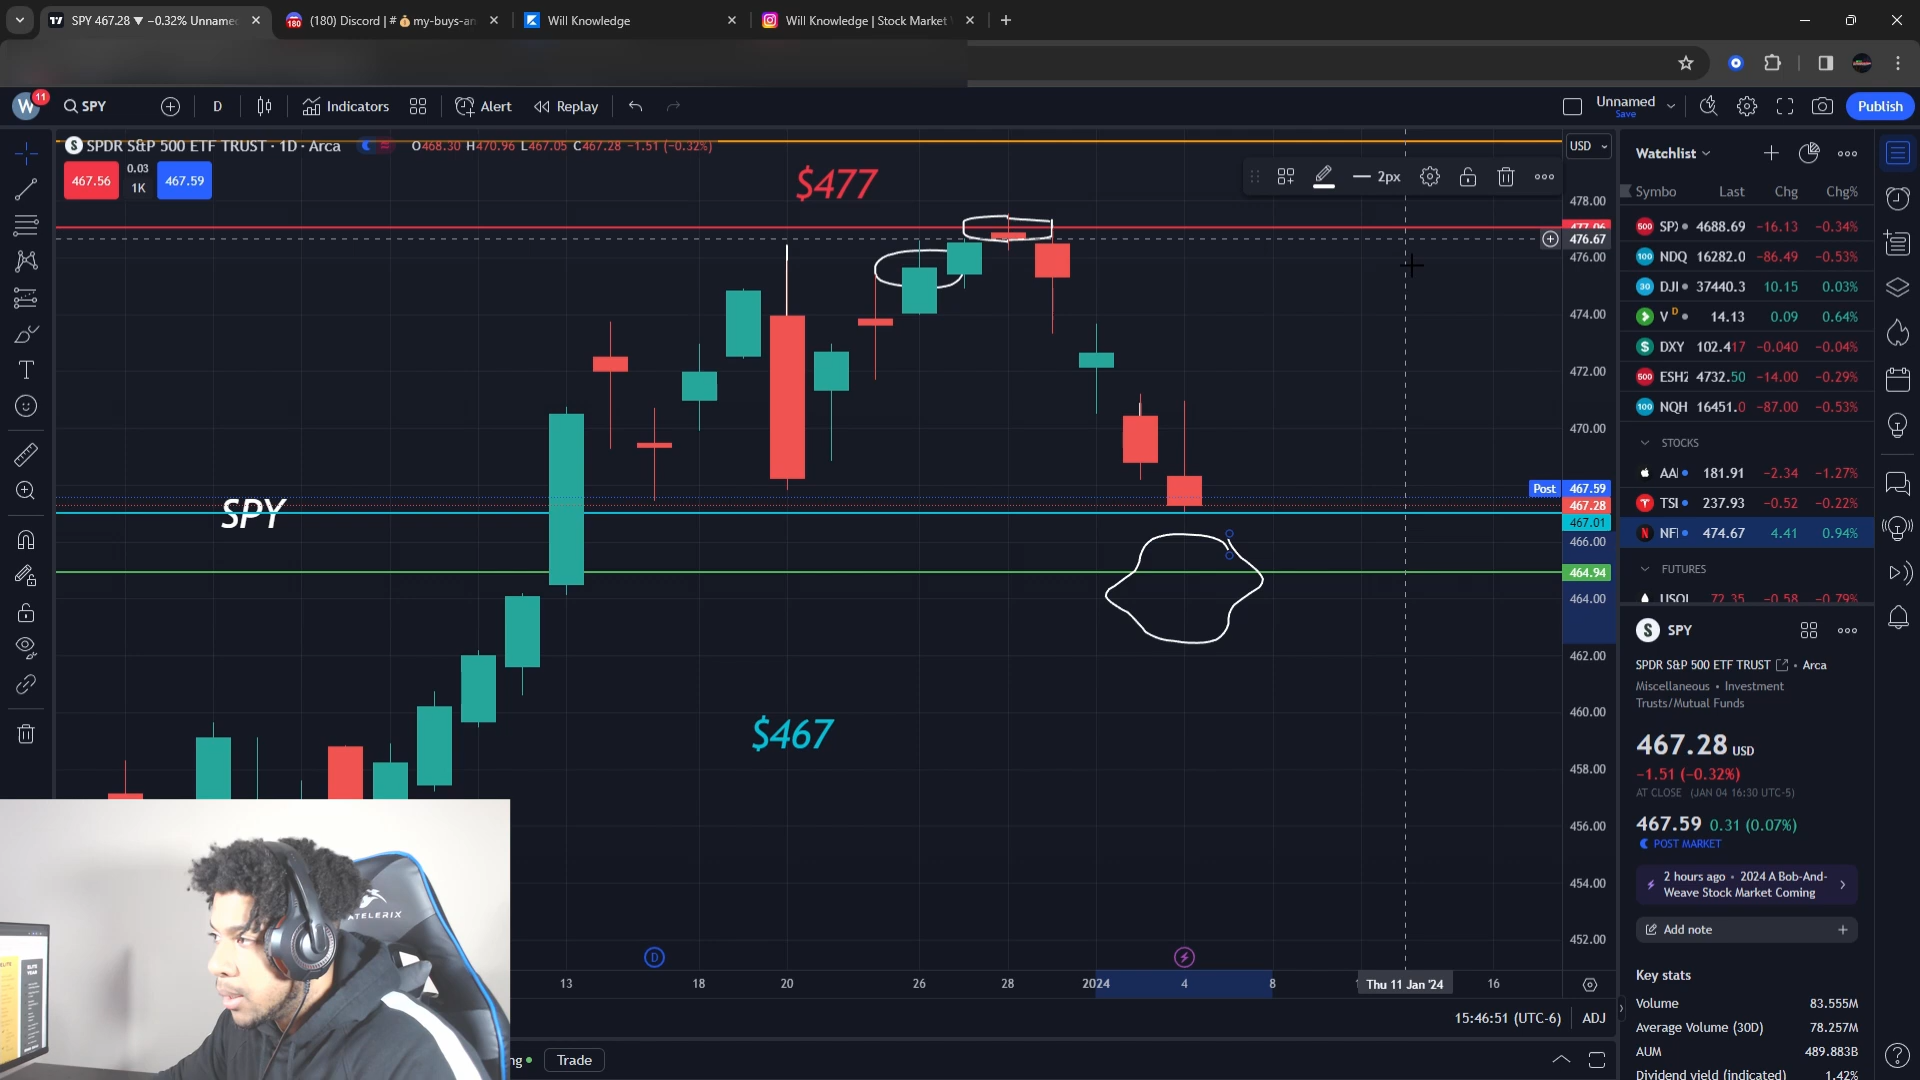 SPY 467.28 ▼ −0.32% Unname
(180) Discord | #💰my-buys-an
Will Knowledge
Will Knowledge | Stock Market
W 11
SPY
D
Indicators
Alert
Replay
Unnamed
Save
Publish
SPDR S&P 500 ETF TRUST · 1D · Arca
O468.30 H470.96 L467.05 C467.28 −1.51 (−0.32%)
467.56
0.03
1K
467.59
$477
2px
USD
478.00
477.06
476.67
476.00
474.00
472.00
470.00
Post 467.59
467.28
467.01
466.00
464.94
464.00
462.00
460.00
458.00
456.00
454.00
452.00
SPY
$467
ATELERIX
D
13
18
20
26
28
2024
4
8
Thu 11 Jan '24
16
15:46:51 (UTC-6)
ADJ
ng
Trade
Watchlist
Symbo Last Chg Chg%
500 SP 4688.69 −16.13 −0.34%
100 NDQ 16282.0 −86.49 −0.53%
30 DJI 37440.3 10.15 0.03%
V D 14.13 0.09 0.64%
$ DXY 102.417 −0.040 −0.04%
500 ESH2 4732.50 −14.00 −0.29%
100 NQH 16451.0 −87.00 −0.53%
STOCKS
AA 181.91 −2.34 −1.27%
TSI 237.93 −0.52 −0.22%
N NFI 474.67 4.41 0.94%
FUTURES
USOI 72.35 −0.58 −0.79%
S SPY
SPDR S&P 500 ETF TRUST • Arca
Miscellaneous • Investment
Trusts/Mutual Funds
467.28 USD
−1.51 (−0.32%)
AT CLOSE (JAN 04 16:30 UTC-5)
467.59 0.31 (0.07%)
POST MARKET
2 hours ago • 2024 A Bob-And-
Weave Stock Market Coming
Add note
Key stats
Volume 83.555M
Average Volume (30D) 78.257M
AUM 489.883B
Dividend yield (indicated) 1.42%